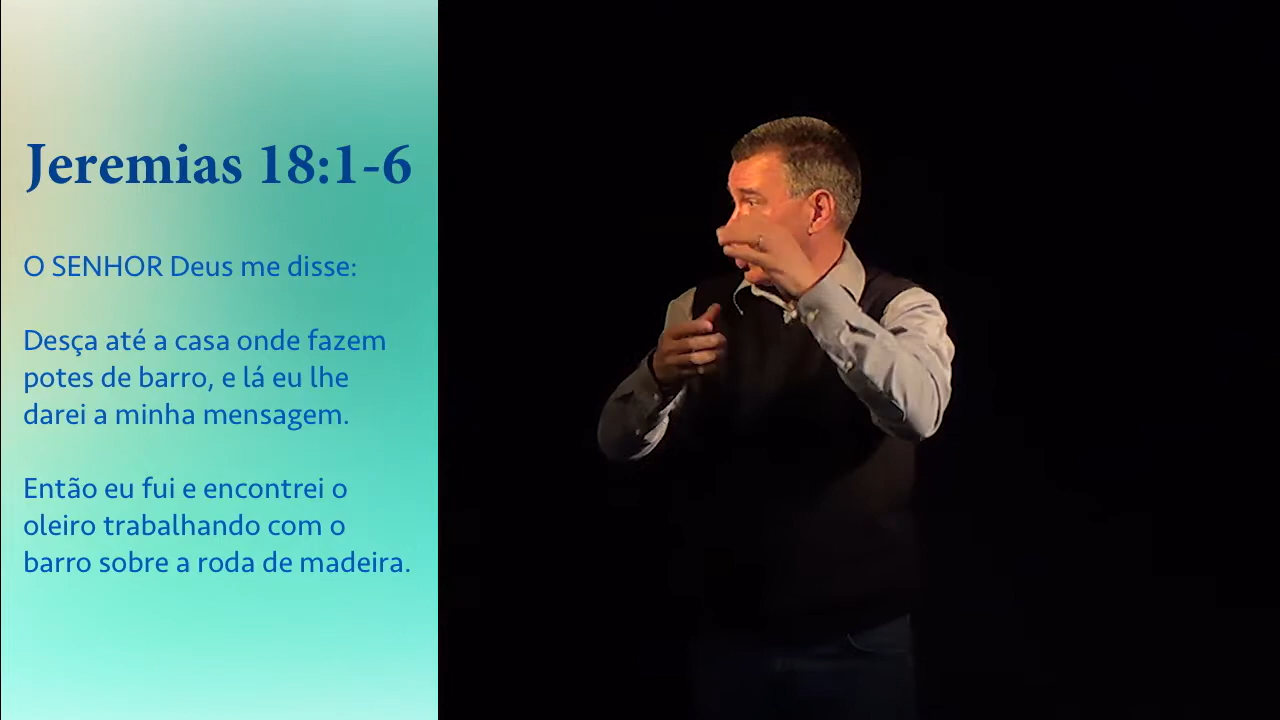 Jeremias 18:1-6
O SENHOR Deus me disse:
Desça até a casa onde fazem
potes de barro, e lá eu lhe
darei a minha mensagem.
Então eu fui e encontrei o
oleiro trabalhando com o
barro sobre a roda de madeira.